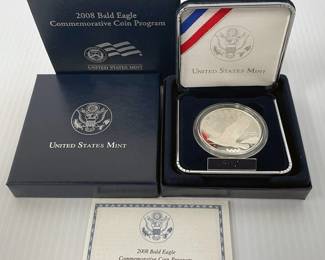 2008 Bald Eagle
Commemorative Coin Program
United States Mint
United States Mint
United States Mint
2008 Bald Eagle
Commemorative Coin Program